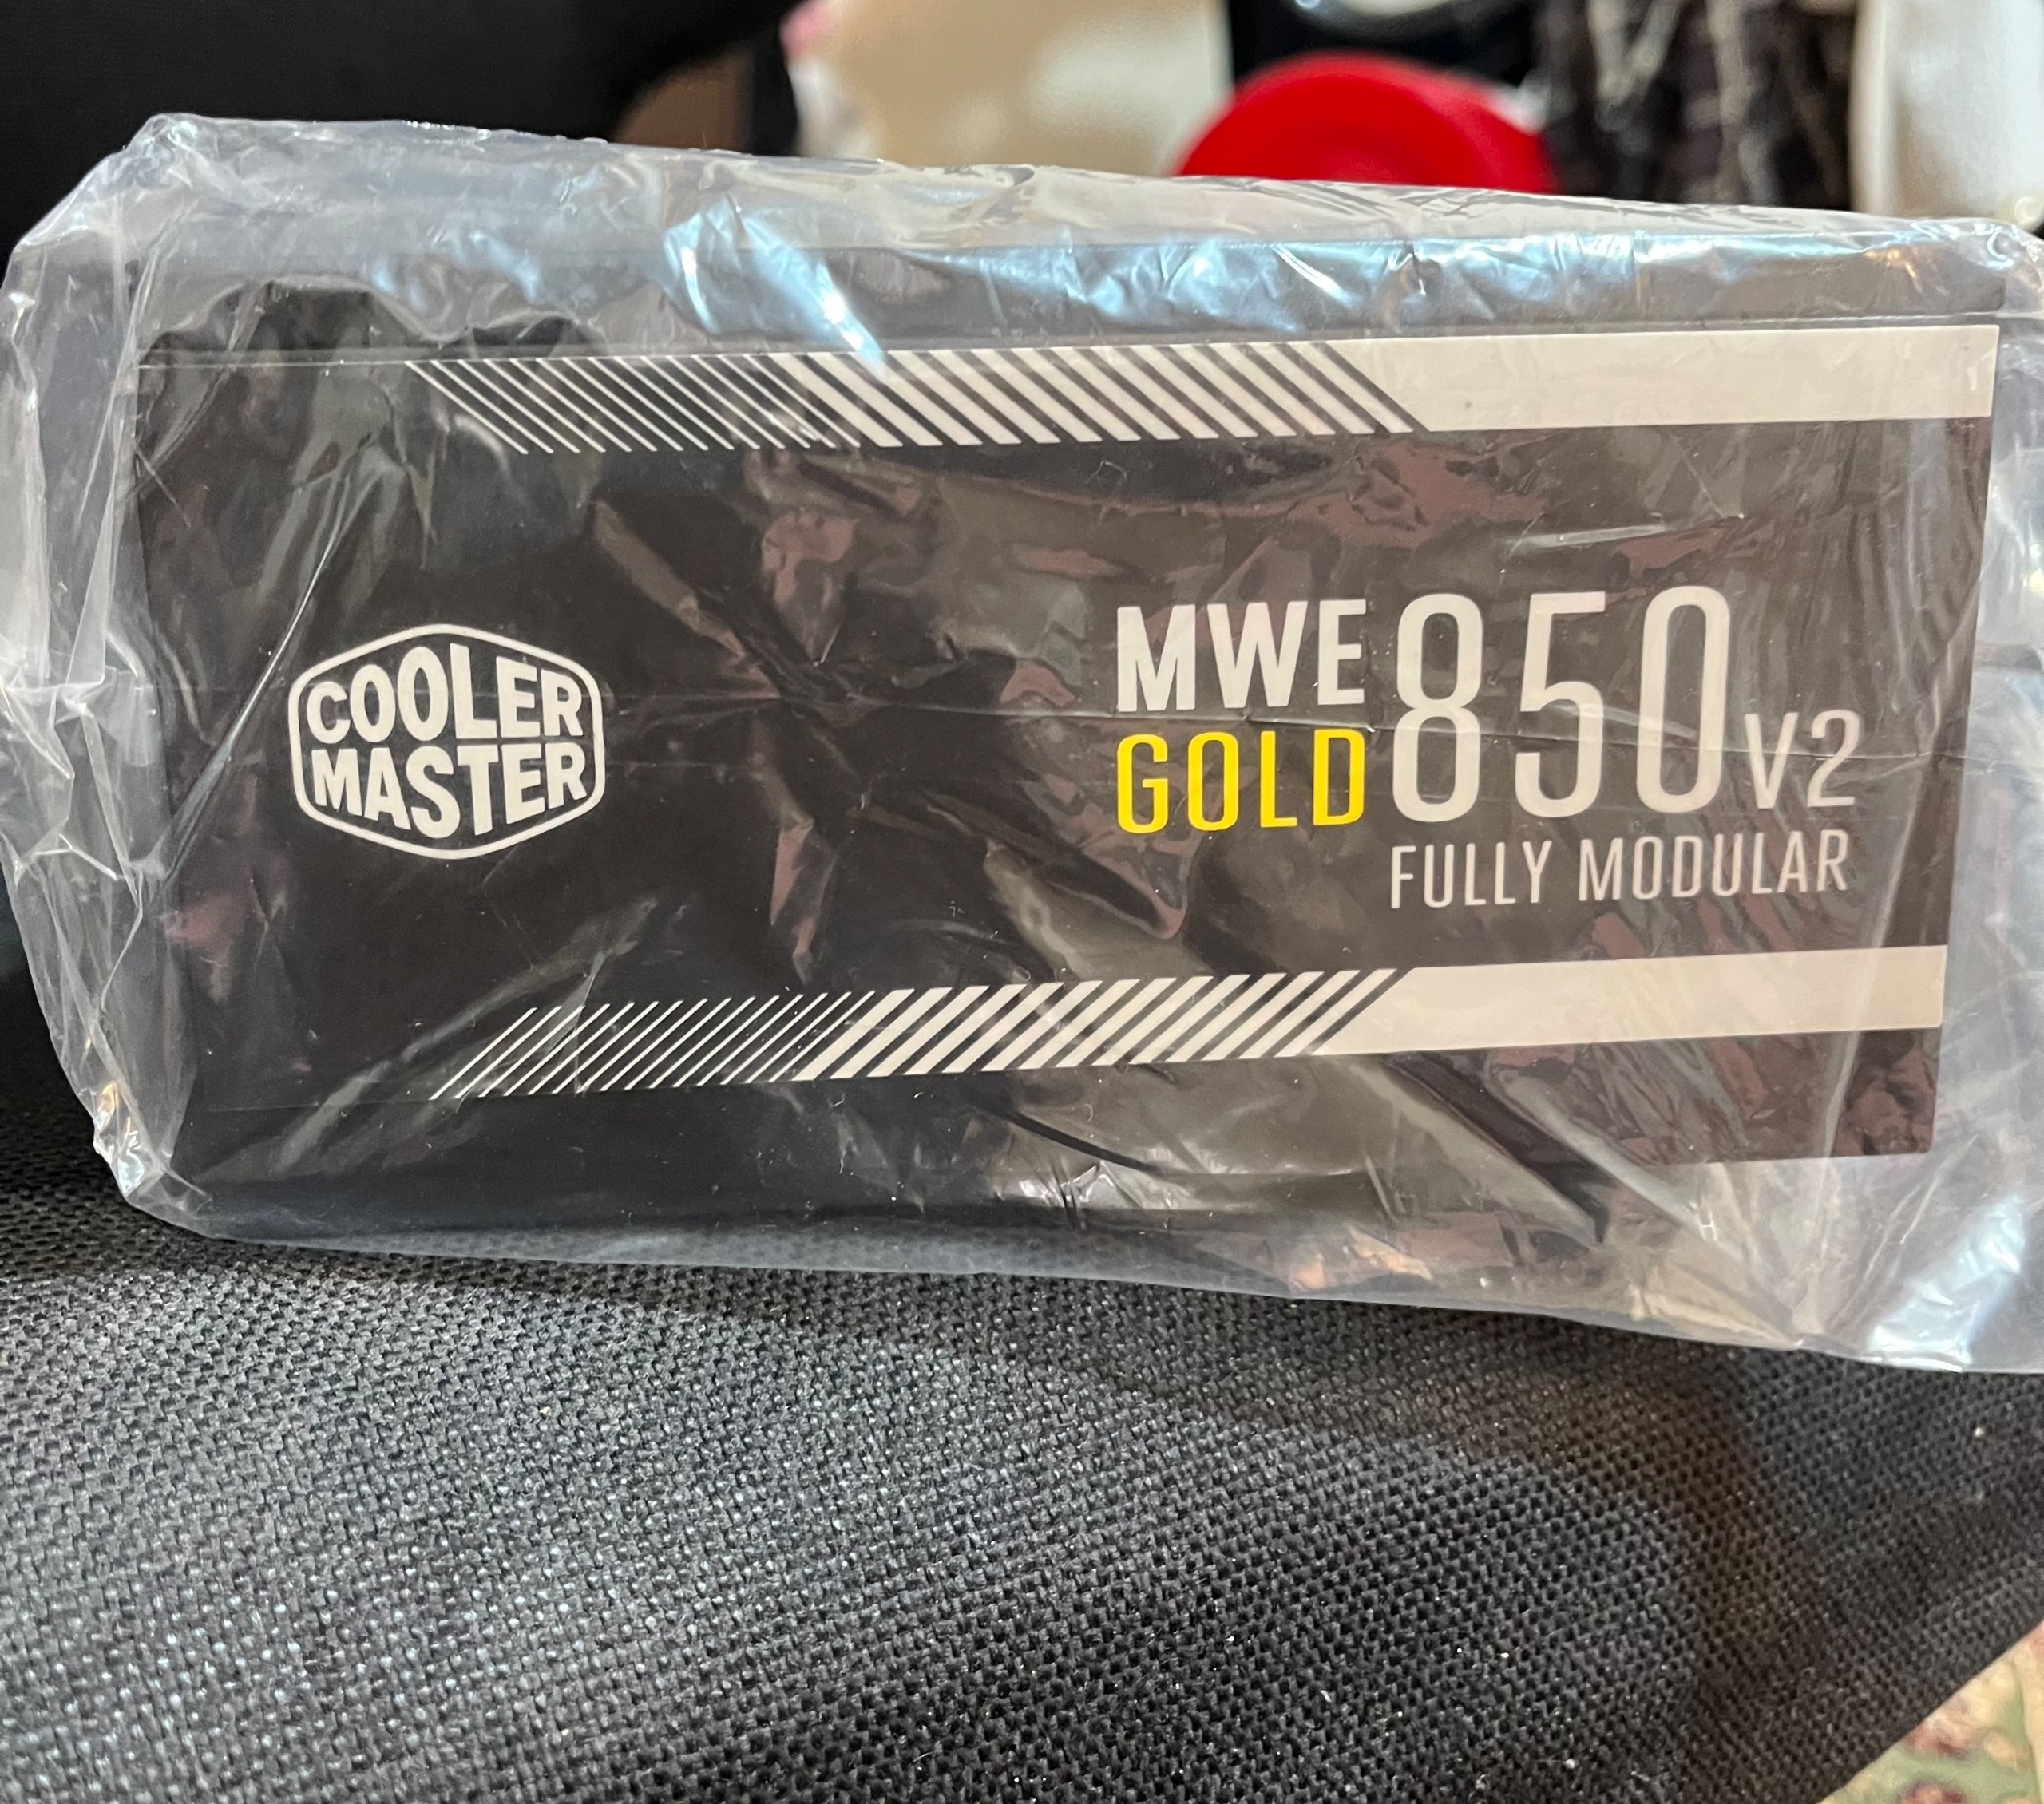 COOLER
MASTER
MWE
GOLD
850 V2
FULLY MODULAR